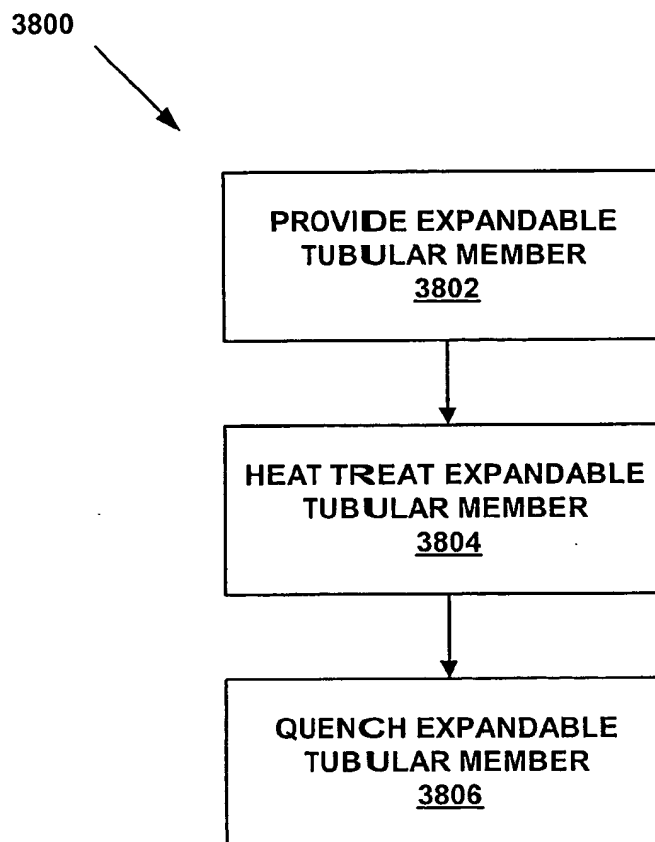 3800
PROVIDE EXPANDABLE
TUBULAR MEMBER
3802
HEAT TREAT EXPANDABLE
TUBULAR MEMBER
3804
QUENCH EXPANDABLE
TUBULAR MEMBER
3806